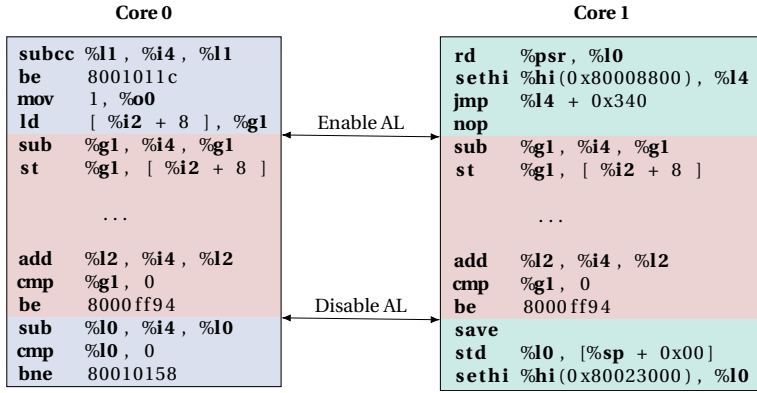 Core 0
subcc %l1, %i4, %l1
be 8001011c
mov 1, %o0
ld [ %i2 + 8 ], %g1
sub %g1, %i4, %g1
st %g1, [ %i2 + 8 ]
...
add %l2, %i4, %l2
cmp %g1, 0
be 8000ff94
sub %l0, %i4, %l0
cmp %l0, 0
bne 80010158
Enable AL
Disable AL
Core 1
rd %psr, %l0
sethi %hi(0x80008800), %l4
jmp %l4 + 0x340
nop
sub %g1, %i4, %g1
st %g1, [ %i2 + 8 ]
...
add %l2, %i4, %l2
cmp %g1, 0
be 8000ff94
save
std %l0, [%sp + 0x00]
sethi %hi(0x80023000), %l0